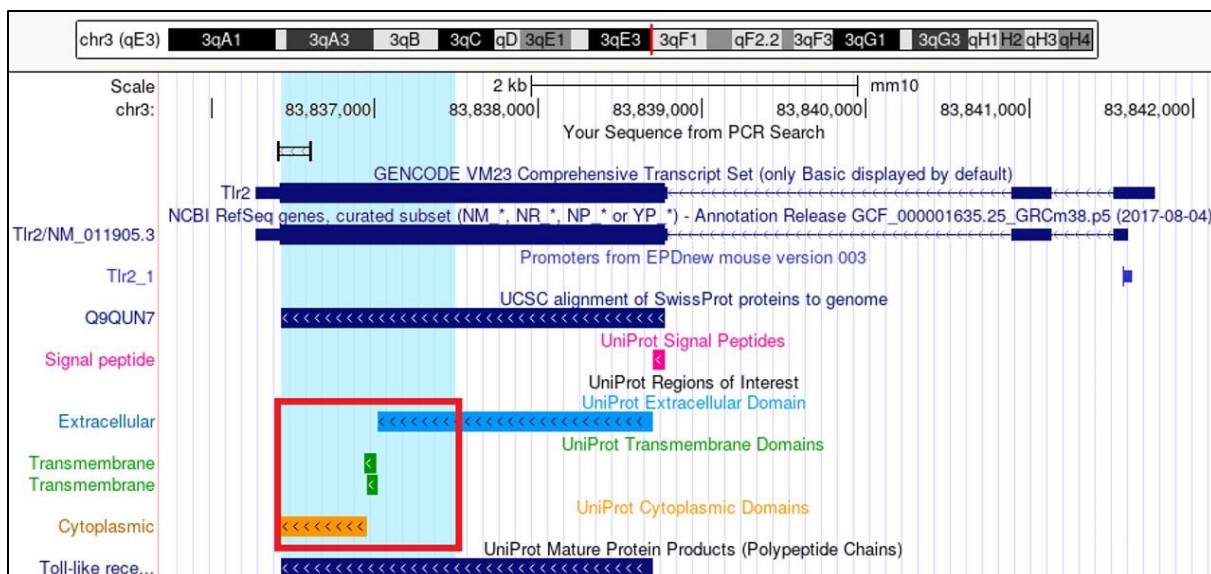 chr3 (qE3) 3qA1 3qA3 3qB 3qC qD 3qE1 3qE3 3qF1 qF2.2 3qF3 3qG1 3qG3 qH1 H2 qH3 qH4
Scale 2 kb mm10
chr3: 83,837,000 83,838,000 83,839,000 83,840,000 83,841,000 83,842,000
Your Sequence from PCR Search
GENCODE VM23 Comprehensive Transcript Set (only Basic displayed by default)
Tlr2
NCBI RefSeq genes, curated subset (NM_*, NR_*, NP_* or YP_*) - Annotation Release GCF_000001635.25_GRCm38.p5 (2017-08-04)
Tlr2/NM_011905.3
Promoters from EPDnew mouse version 003
Tlr2_1
UCSC alignment of SwissProt proteins to genome
Q9QUN7
UniProt Signal Peptides
Signal peptide
UniProt Regions of Interest
UniProt Extracellular Domain
Extracellular
UniProt Transmembrane Domains
Transmembrane
Transmembrane
UniProt Cytoplasmic Domains
Cytoplasmic
UniProt Mature Protein Products (Polypeptide Chains)
Toll-like rece...